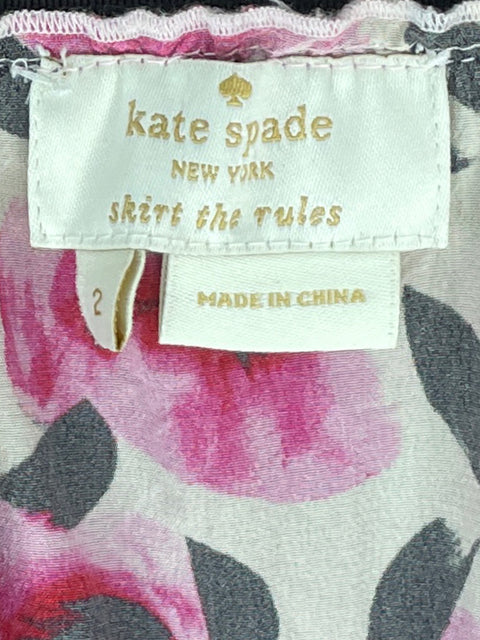 kate spade
NEW YORK
skirt the rules
2
MADE IN CHINA